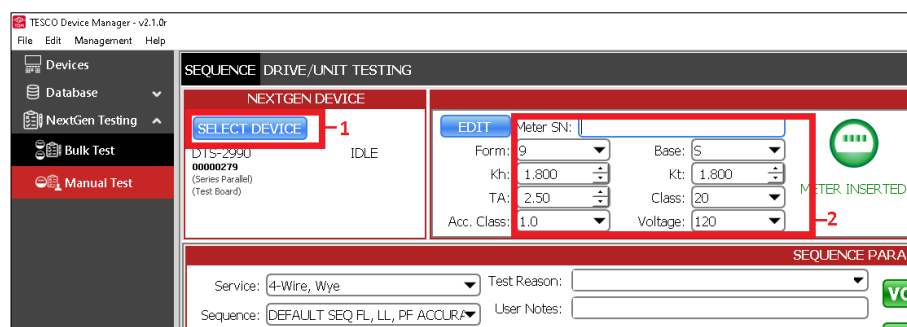 TESCO Device Manager - v2.1.0r
File Edit Management Help
Devices
Database
NextGen Testing
Bulk Test
Manual Test
SEQUENCE DRIVE/UNIT TESTING
NEXTGEN DEVICE
SELECT DEVICE
1
DTS-2990 IDLE
00000279
(Series Parallel)
(Test Board)
EDIT Meter SN:
Form: 9 Base: S
Kh: 1.800 Kt: 1.800
TA: 2.50 Class: 20
Acc. Class: 1.0 Voltage: 120
METER INSERTED
2
SEQUENCE PARA
Service: 4-Wire, Wye Test Reason:
Sequence: DEFAULT SEQ FL, LL, PF ACCURA User Notes:
VO